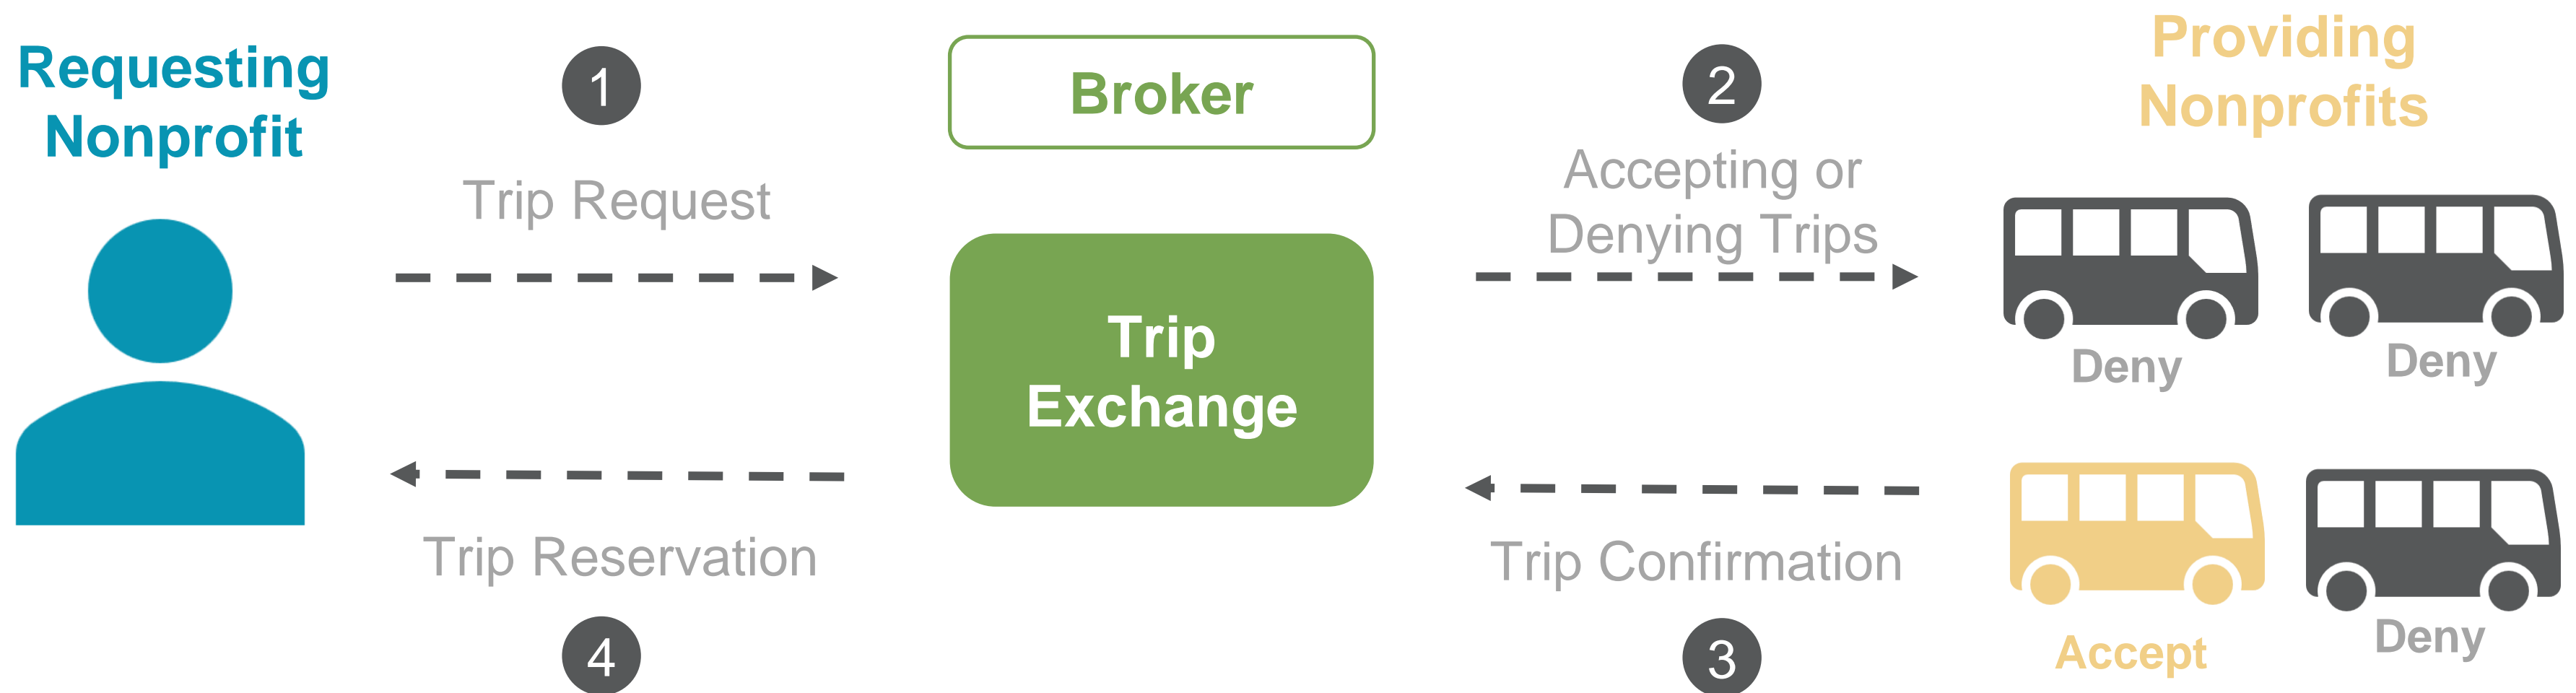 Requesting
Nonprofit
1
Trip Request
Broker
Trip
Exchange
2
Accepting or
Denying Trips
Providing
Nonprofits
Deny
Deny
Accept
Deny
Trip Confirmation
3
Trip Reservation
4